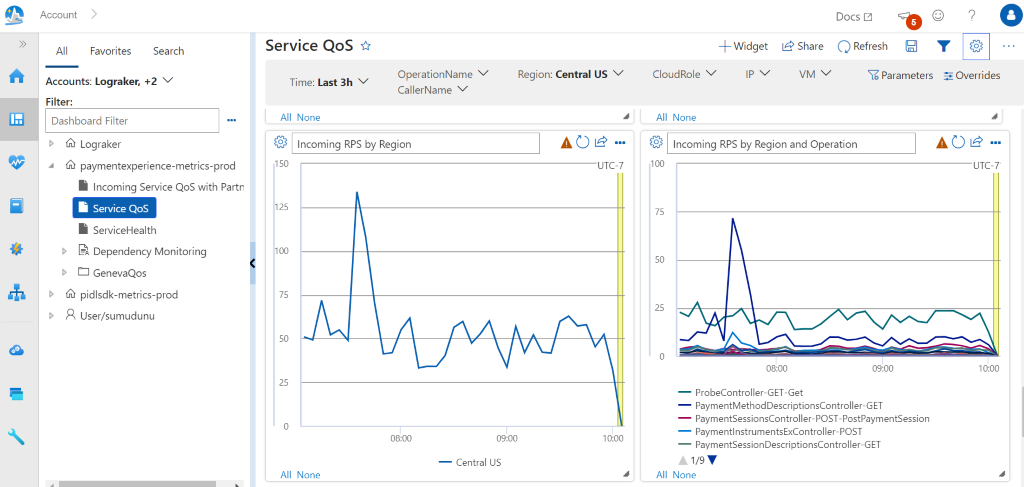 Account
Docs
5
?
All
Favorites
Search
Accounts: Lograker, +2
Filter:
Dashboard Filter
Lograker
paymentexperience-metrics-prod
Incoming Service QoS with Partn
Service QoS
ServiceHealth
Dependency Monitoring
GenevaQos
pidlsdk-metrics-prod
User/sumudunu
Service QoS
Widget
Share
Refresh
Time: Last 3h
OperationName
Region: Central US
CloudRole
IP
VM
Parameters
Overrides
CallerName
All None
All None
Incoming RPS by Region
150
UTC-7
125
100
75
50
25
0
08:00
09:00
10:00
Central US
All None
Incoming RPS by Region and Operation
100
UTC-7
75
50
25
0
08:00
09:00
10:00
ProbeController-GET-Get
PaymentMethodDescriptionsController-GET
PaymentSessionsController-POST-PostPaymentSession
PaymentInstrumentsExController-POST
PaymentSessionDescriptionsController-GET
1/9
All None